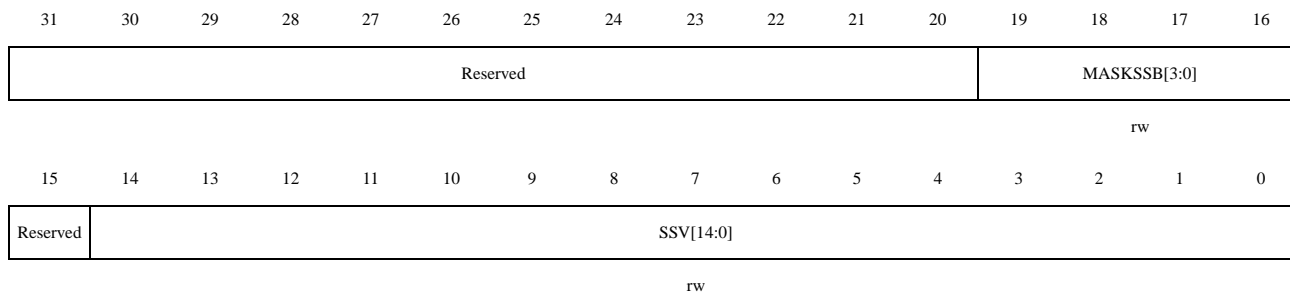 31 30 29 28 27 26 25 24 23 22 21 20 19 18 17 16
Reserved MASKSSB[3:0]
rw
15 14 13 12 11 10 9 8 7 6 5 4 3 2 1 0
Reserved SSV[14:0]
rw